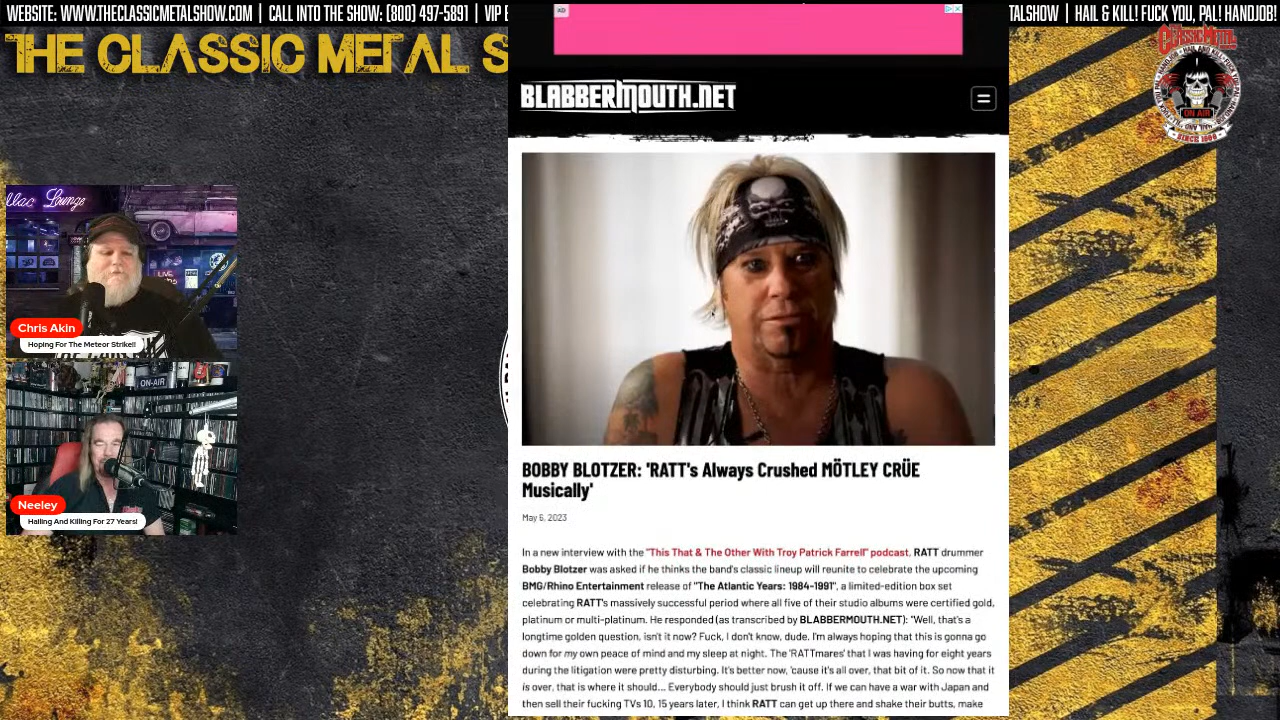 WEBSITE: WWW.THECLASSICMETALSHOW.COM | CALL INTO THE SHOW: (800) 497-5891 | VIP
TALSHOW | HAIL & KILL! FUCK YOU, PAL! HANDJOB!
THE CLASSIC METAL S
AD
BLABBERMOUTH.NET
CLASSIC METAL
ON AIR
SINCE 1996
llac Lounge
LIVE
Chris Akin
Hoping For The Meteor Strike!!
ON-AIR
Neeley
Hailing And Killing For 27 Years!
BOBBY BLOTZER: 'RATT's Always Crushed MÖTLEY CRÜE
Musically'
May 6, 2023
In a new interview with the "This That & The Other With Troy Patrick Farrell" podcast, RATT drummer
Bobby Blotzer was asked if he thinks the band's classic lineup will reunite to celebrate the upcoming
BMG/Rhino Entertainment release of "The Atlantic Years: 1984-1991", a limited-edition box set
celebrating RATT's massively successful period where all five of their studio albums were certified gold,
platinum or multi-platinum. He responded (as transcribed by BLABBERMOUTH.NET): "Well, that's a
longtime golden question, isn't it now? Fuck, I don't know, dude. I'm always hoping that this is gonna go
down for my own peace of mind and my sleep at night. The 'RATTmares' that I was having for eight years
during the litigation were pretty disturbing. It's better now, 'cause it's all over, that bit of it. So now that it
is over, that is where it should... Everybody should just brush it off. If we can have a war with Japan and
then sell their fucking TVs 10, 15 years later, I think RATT can get up there and shake their butts, make